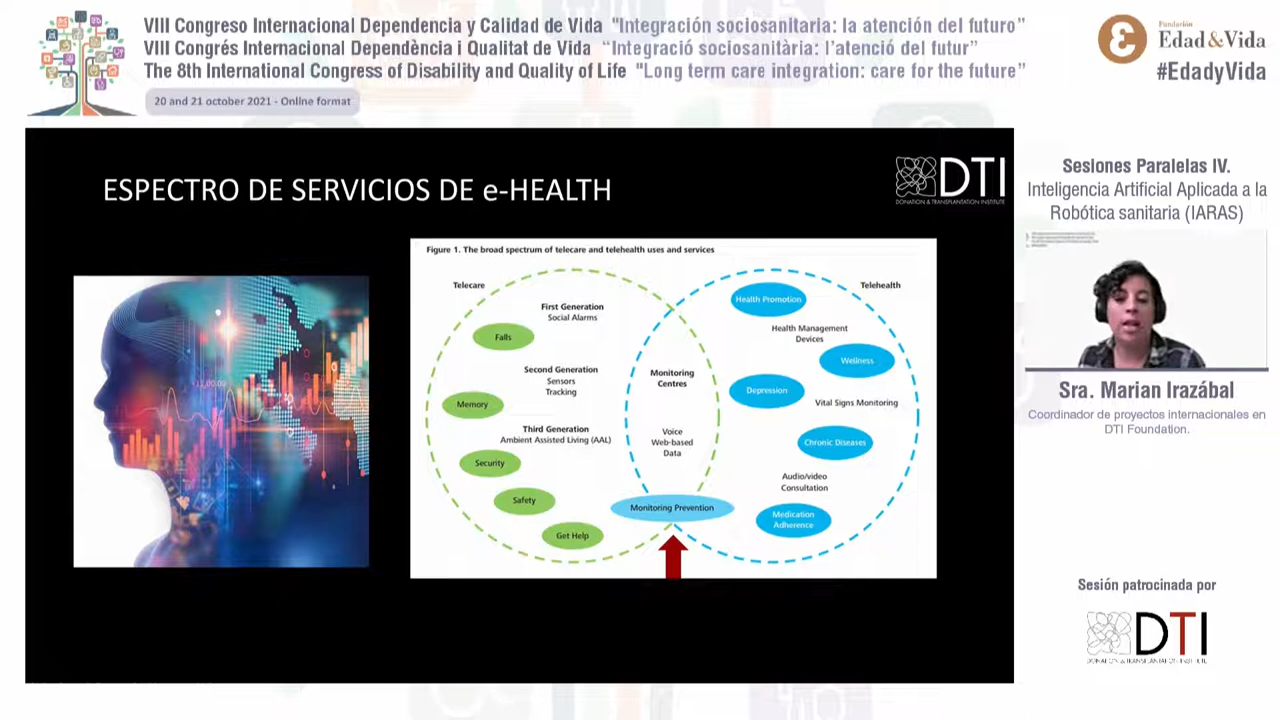 VIII Congreso Internacional Dependencia y Calidad de Vida "Integración sociosanitaria: la atención del futuro”
VIII Congrés Internacional Dependència i Qualitat de Vida “Integració sociosanitària: l’atenció del futur”
The 8th International Congress of Disability and Quality of Life "Long term care integration: care for the future”
20 and 21 october 2021 - Online format
Fundación
Edad&Vida
#EdadyVida
ESPECTRO DE SERVICIOS DE e-HEALTH
DTI
DONATION & TRANSPLANTATION INSTITUTE
Figure 1. The broad spectrum of telecare and telehealth uses and services
Telecare
First Generation
Social Alarms
Falls
Second Generation
Sensors
Tracking
Memory
Third Generation
Ambient Assisted Living (AAL)
Security
Safety
Get Help
Monitoring
Centres
Voice
Web-based
Data
Monitoring Prevention
Telehealth
Health Promotion
Health Management
Devices
Wellness
Depression
Vital Signs Monitoring
Chronic Diseases
Audio/video
Consultation
Medication
Adherence
Sesiones Paralelas IV.
Inteligencia Artificial Aplicada a la
Robótica sanitaria (IARAS)
Sra. Marian Irazábal
Coordinador de proyectos internacionales en
DTI Foundation.
Sesión patrocinada por
DTI
DONATION & TRANSPLANTATION INSTITUTE